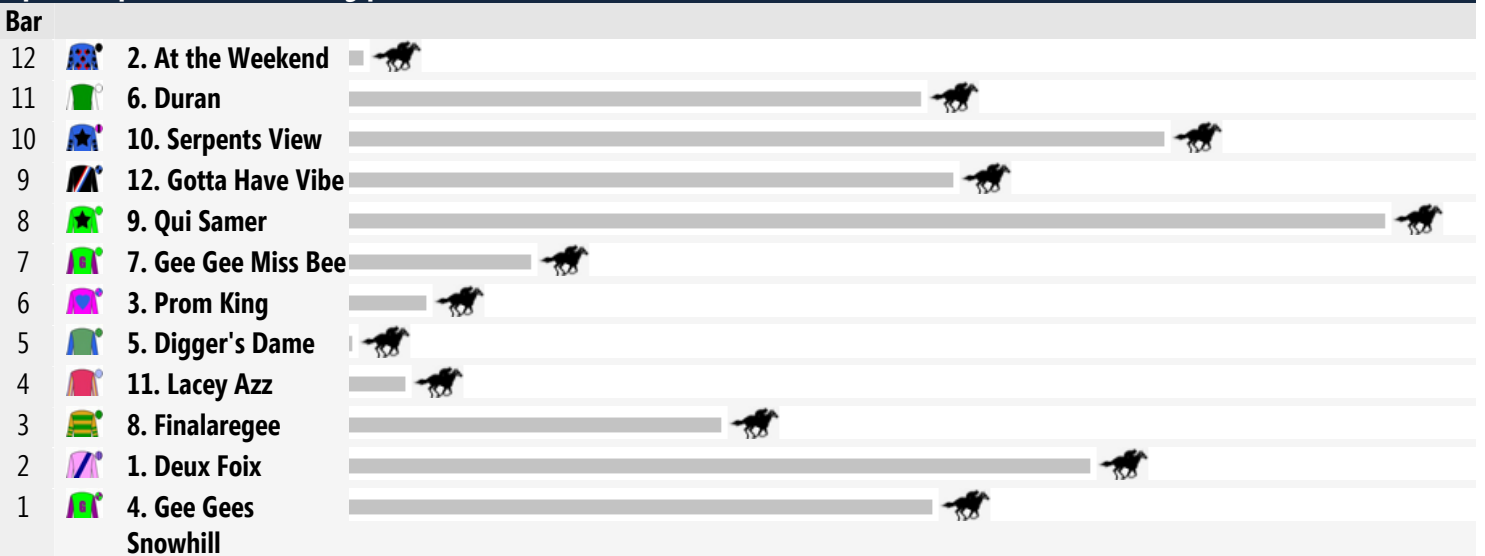 Bar
12 2. At the Weekend
11 6. Duran
10 10. Serpents View
9 12. Gotta Have Vibe
8 9. Qui Samer
7 G 7. Gee Gee Miss Bee
6 3. Prom King
5 5. Digger's Dame
4 11. Lacey Azz
3 8. Finalaregee
2 1. Deux Foix
1 G 4. Gee Gees
Snowhill